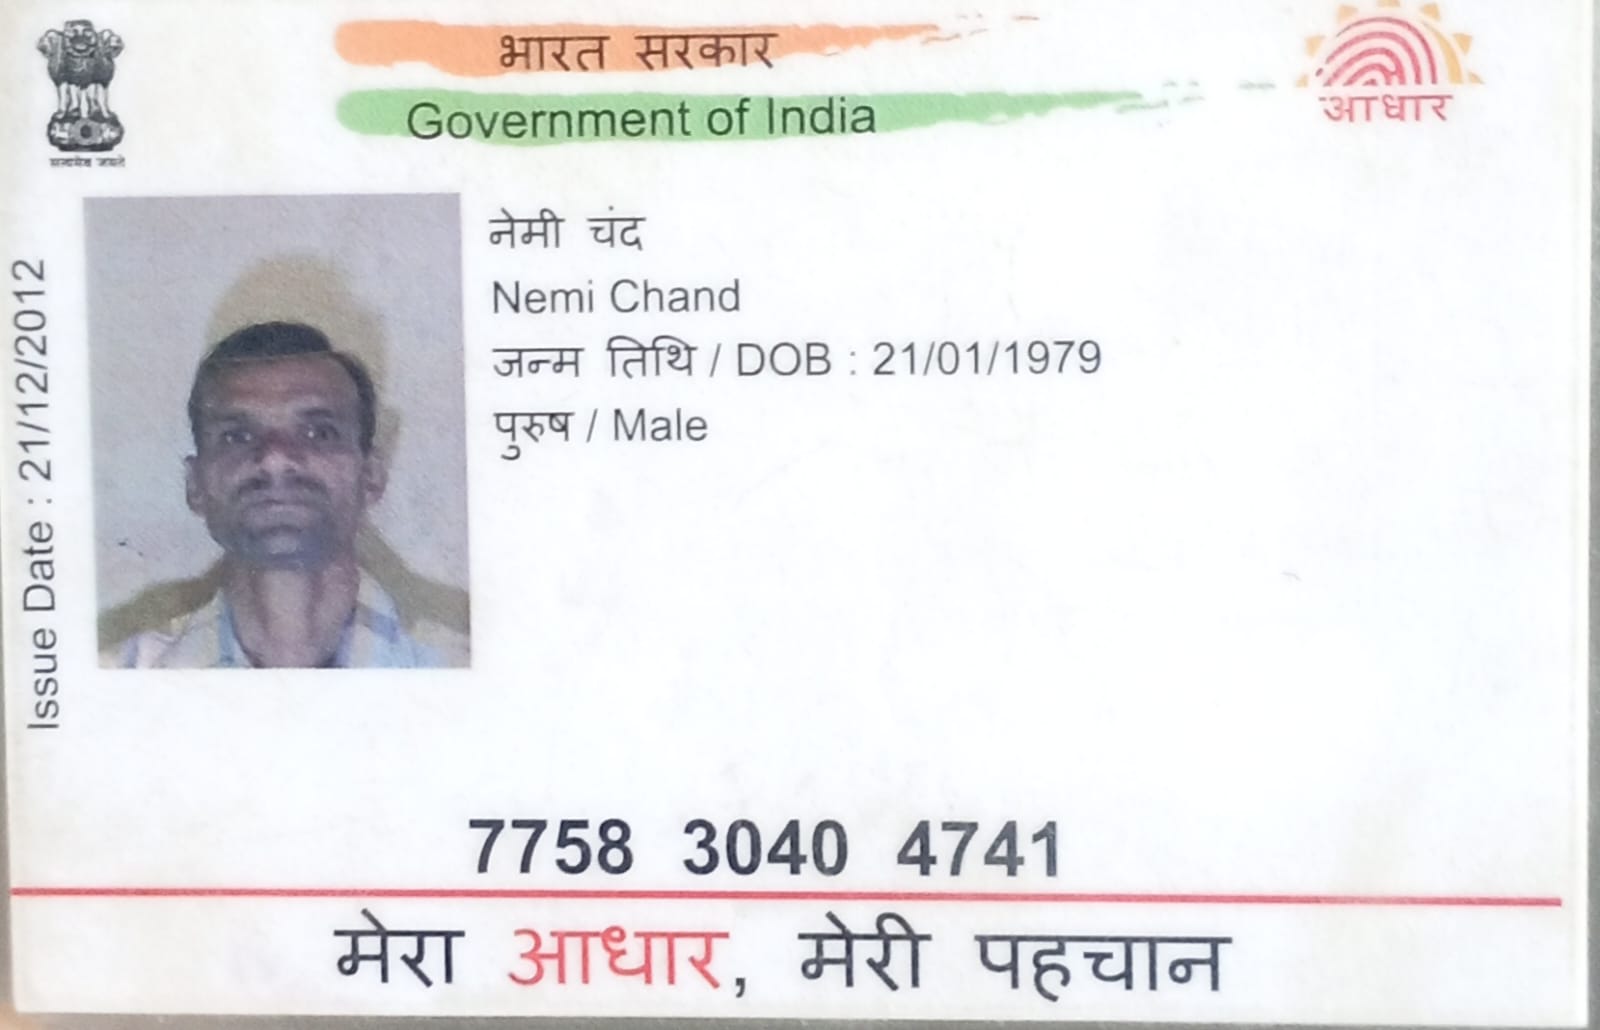 भारत सरकार
Government of India
आधार
सत्यमेव जयते
नेमी चंद
Nemi Chand
जन्म तिथि / DOB : 21/01/1979
पुरुष / Male
Issue Date : 21/12/2012
7758 3040 4741
मेरा आधार, मेरी पहचान